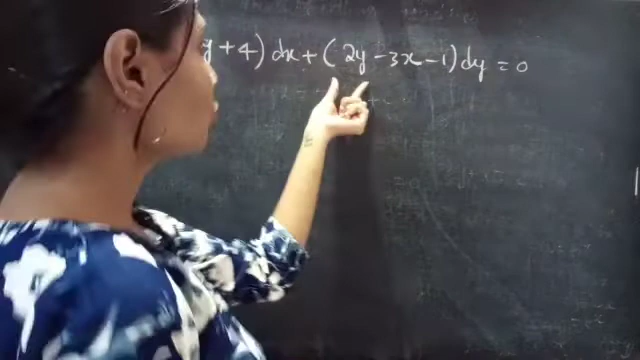 y + 4) dx + ( 2y - 3x - 1) dy = 0